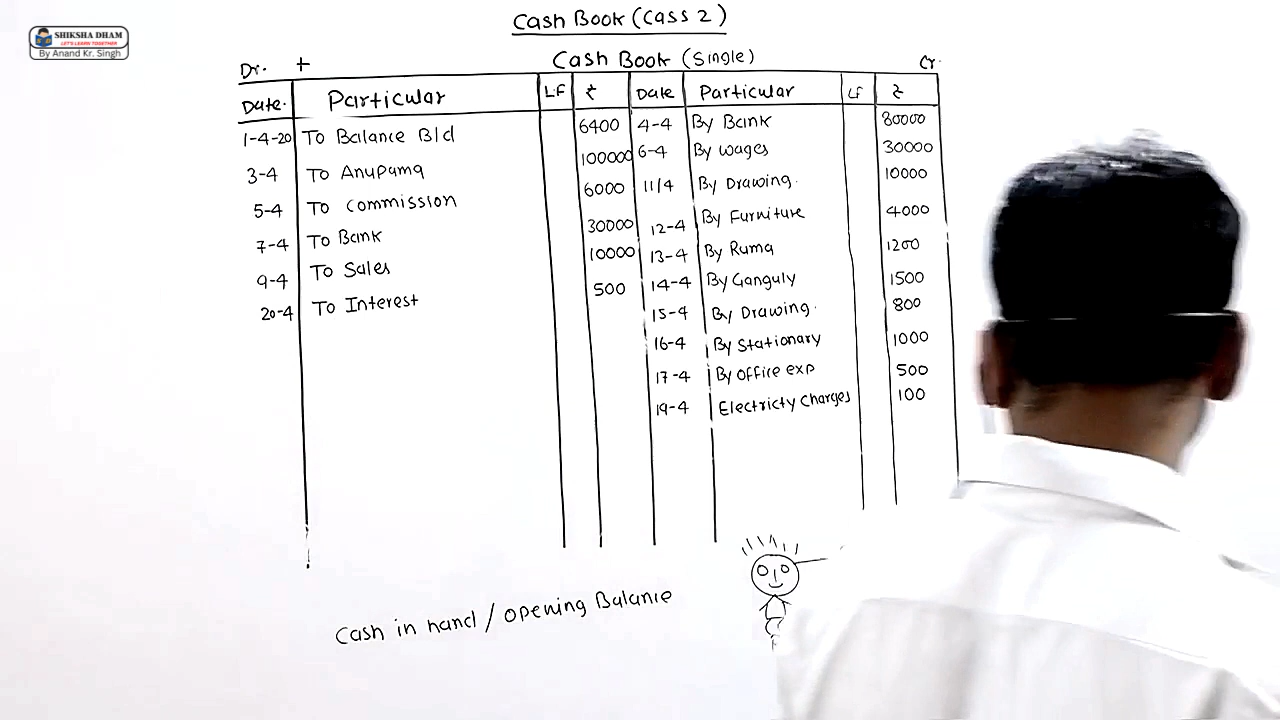 SHIKSHA DHAM
LET'S LEARN TOGETHER
By Anand Kr. Singh
Cash Book (Cass 2)
Dr. + Cash Book (Single) Cr.
Date. Particular L.F ₹ Date Particular LF ₹
1-4-20 To Balance B/d 6400 4-4 By Bank 80000
3-4 To Anupama 100000 6-4 By wages 30000
5-4 To commission 6000 11/4 By Drawing. 10000
7-4 To Bank 30000 12-4 By Furniture 4000
9-4 To Sales 10000 13-4 By Ruma 1200
20-4 To Interest 500 14-4 By Ganguly 1500
15-4 By Drawing. 800
16-4 By Stationary 1000
17-4 By office exp 500
19-4 Electricty charges 100
Cash in hand / opening Balance